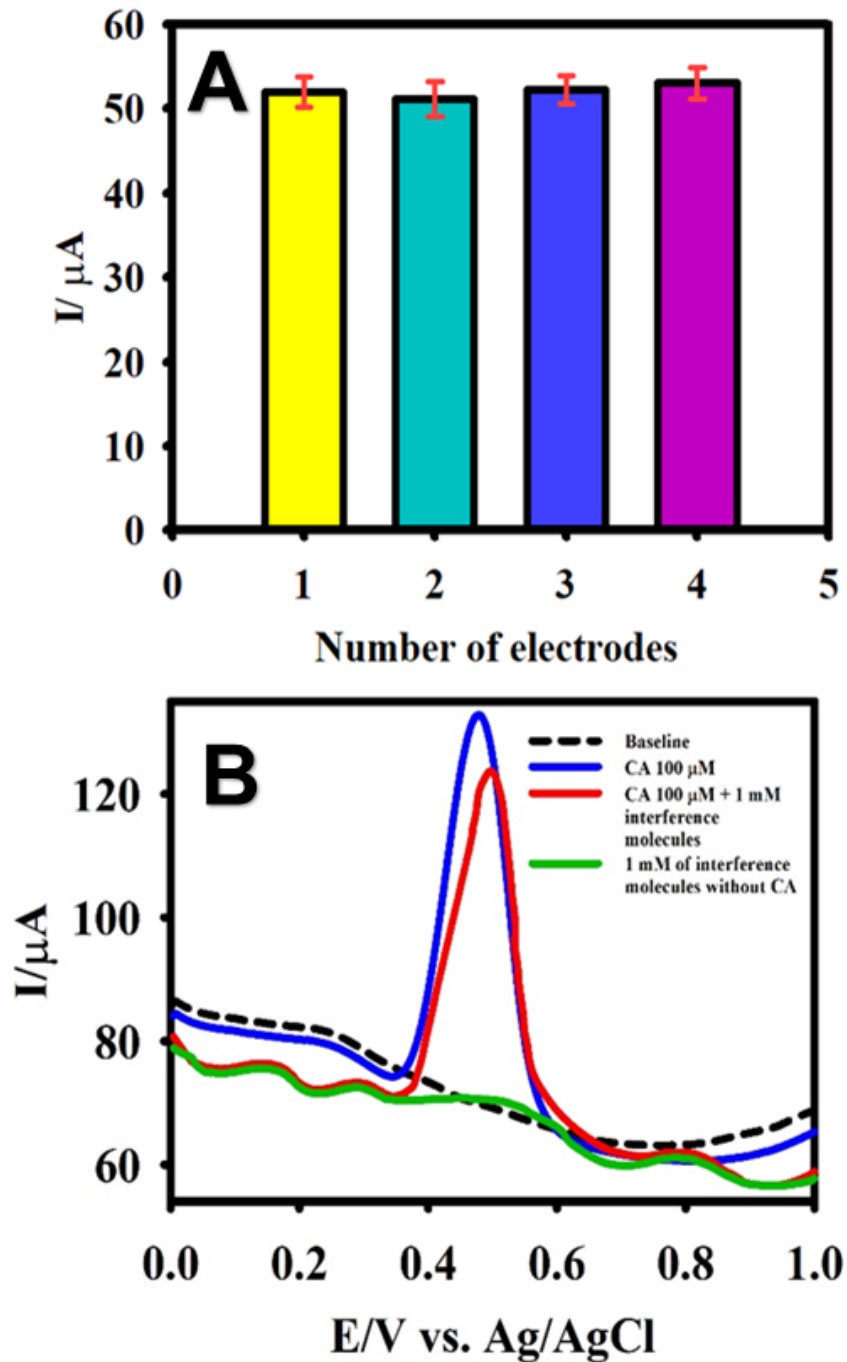 A
60
50
40
30
20
10
0
I/ μA
0 1 2 3 4 5
Number of electrodes
B
Baseline
CA 100 μM
CA 100 μM + 1 mM
interference
molecules
1 mM of interference
molecules without CA
120
100
80
60
I/μA
0.0 0.2 0.4 0.6 0.8 1.0
E/V vs. Ag/AgCl